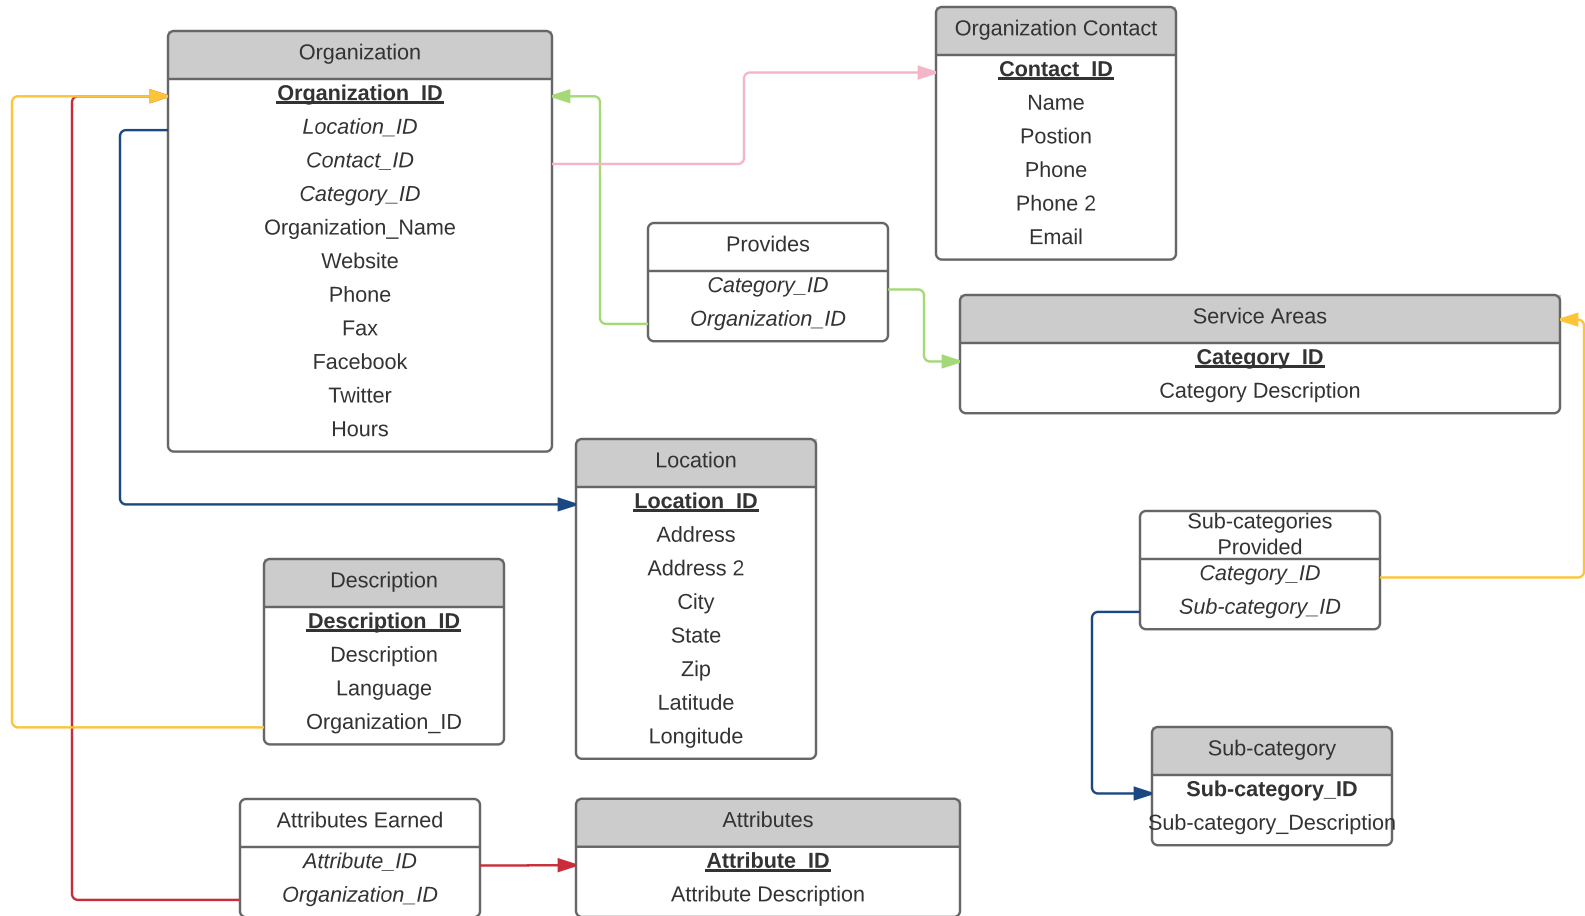 Organization
Organization_ID
Location_ID
Contact_ID
Category_ID
Organization_Name
Website
Phone
Fax
Facebook
Twitter
Hours
Organization Contact
Contact_ID
Name
Postion
Phone
Phone 2
Email
Provides
Category_ID
Organization_ID
Service Areas
Category_ID
Category Description
Location
Location_ID
Address
Address 2
City
State
Zip
Latitude
Longitude
Sub-categories
Provided
Category_ID
Sub-category_ID
Description
Description_ID
Description
Language
Organization_ID
Sub-category
Sub-category_ID
Sub-category_Description
Attributes Earned
Attribute_ID
Organization_ID
Attributes
Attribute_ID
Attribute Description